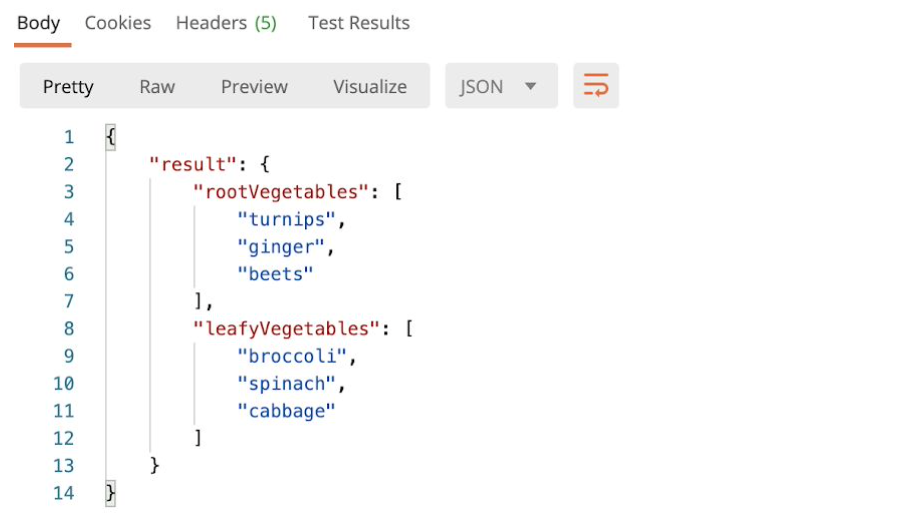 Body Cookies Headers (5) Test Results
Pretty Raw Preview Visualize JSON
1 {
2     "result": {
3         "rootVegetables": [
4             "turnips",
5             "ginger",
6             "beets"
7         ],
8         "leafyVegetables": [
9             "broccoli",
10             "spinach",
11             "cabbage"
12         ]
13     }
14 }